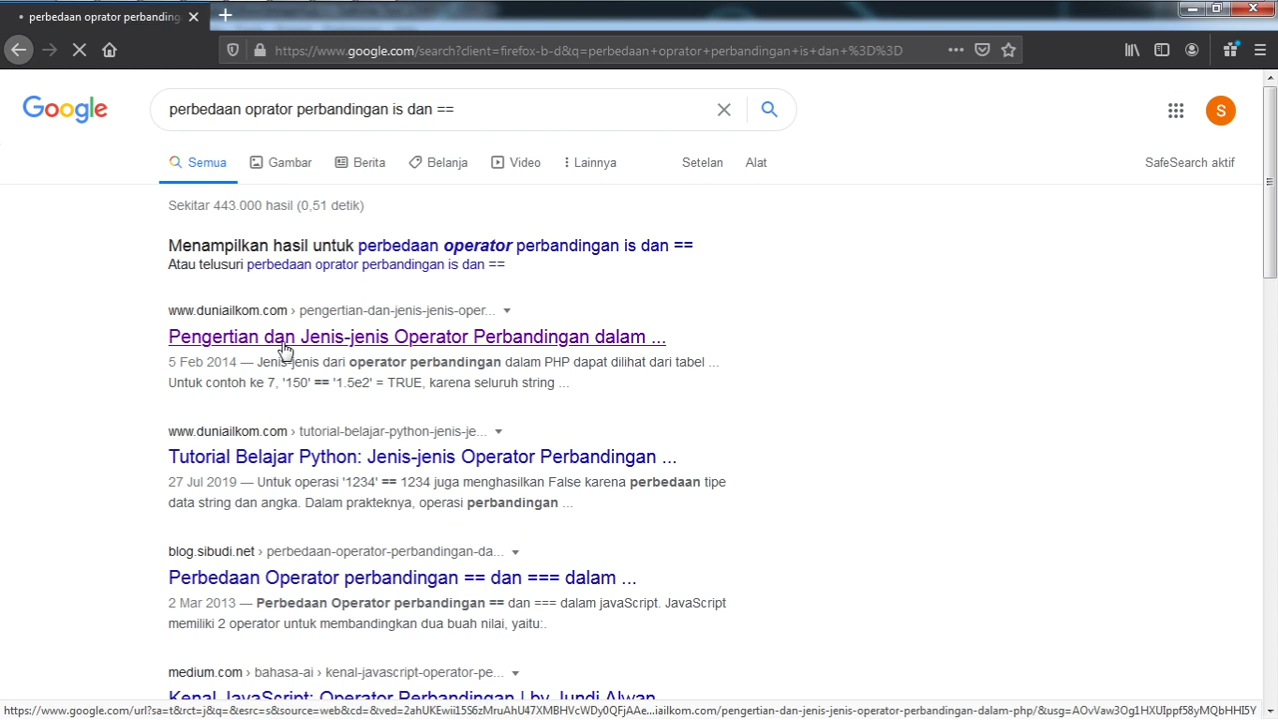 perbedaan oprator perbanding
https://www.google.com/search?client=firefox-b-d&q=perbedaan+oprator+perbandingan+is+dan+%3D%3D
Google
perbedaan oprator perbandingan is dan ==
S
Semua
Gambar
Berita
Belanja
Video
Lainnya
Setelan
Alat
SafeSearch aktif
Sekitar 443.000 hasil (0,51 detik)
Menampilkan hasil untuk perbedaan operator perbandingan is dan ==
Atau telusuri perbedaan oprator perbandingan is dan ==
www.duniailkom.com › pengertian-dan-jenis-jenis-oper...
Pengertian dan Jenis-jenis Operator Perbandingan dalam ...
5 Feb 2014 — Jenis-jenis dari operator perbandingan dalam PHP dapat dilihat dari tabel ...
Untuk contoh ke 7, '150' == '1.5e2' = TRUE, karena seluruh string ...
www.duniailkom.com › tutorial-belajar-python-jenis-je...
Tutorial Belajar Python: Jenis-jenis Operator Perbandingan ...
27 Jul 2019 — Untuk operasi '1234' == 1234 juga menghasilkan False karena perbedaan tipe
data string dan angka. Dalam prakteknya, operasi perbandingan ...
blog.sibudi.net › perbedaan-operator-perbandingan-da...
Perbedaan Operator perbandingan == dan === dalam ...
2 Mar 2013 — Perbedaan Operator perbandingan == dan === dalam javaScript. JavaScript
memiliki 2 operator untuk membandingkan dua buah nilai, yaitu:.
medium.com › bahasa-ai › kenal-javascript-operator-pe...
Kenal JavaScript: Operator Perbandingan | by Jundi Alwan
https://www.google.com/url?sa=t&rct=j&q=&esrc=s&source=web&cd=&ved=2ahUKEwii15S6zMruAhU47XMBHVcWDy0QFjAAe...iailkom.com/pengertian-dan-jenis-jenis-operator-perbandingan-dalam-php/&usg=AOvVaw3Og1HXUIppf58yMQbHHI5Y